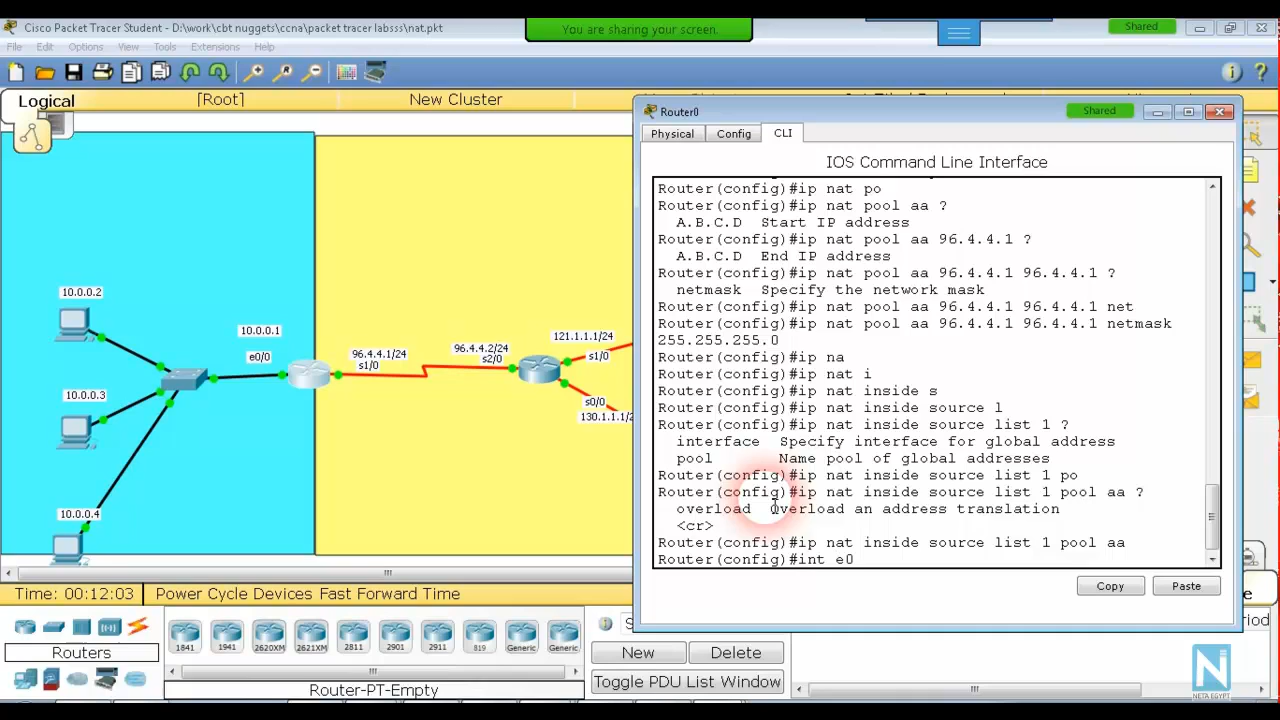 Cisco Packet Tracer Student - D:\work\cbt nuggets\ccna\packet tracer labsss\nat.pkt
You are sharing your screen.
Shared
File Edit Options View Tools Extensions Help
Logical
[Root]
New Cluster
Router0
Shared
Physical
Config
CLI
IOS Command Line Interface
Router(config)#ip nat po
Router(config)#ip nat pool aa ?
A.B.C.D Start IP address
Router(config)#ip nat pool aa 96.4.4.1 ?
A.B.C.D End IP address
Router(config)#ip nat pool aa 96.4.4.1 96.4.4.1 ?
netmask Specify the network mask
Router(config)#ip nat pool aa 96.4.4.1 96.4.4.1 net
Router(config)#ip nat pool aa 96.4.4.1 96.4.4.1 netmask
255.255.255.0
Router(config)#ip na
Router(config)#ip nat i
Router(config)#ip nat inside s
Router(config)#ip nat inside source l
Router(config)#ip nat inside source list 1 ?
interface Specify interface for global address
pool Name pool of global addresses
Router(config)#ip nat inside source list 1 po
Router(config)#ip nat inside source list 1 pool aa ?
overload Overload an address translation
<cr>
Router(config)#ip nat inside source list 1 pool aa
Router(config)#int e0
Copy
Paste
10.0.0.2
10.0.0.1
e0/0
10.0.0.3
10.0.0.4
96.4.4.1/24
s1/0
96.4.4.2/24
s2/0
121.1.1.1/24
s1/0
s0/0
130.1.1.1/2
Time: 00:12:03
Power Cycle Devices Fast Forward Time
Routers
1841
1941
2620XM
2621XM
2811
2901
2911
819
Generic
Generic
Router-PT-Empty
New
Delete
Toggle PDU List Window
NETA EGYPT